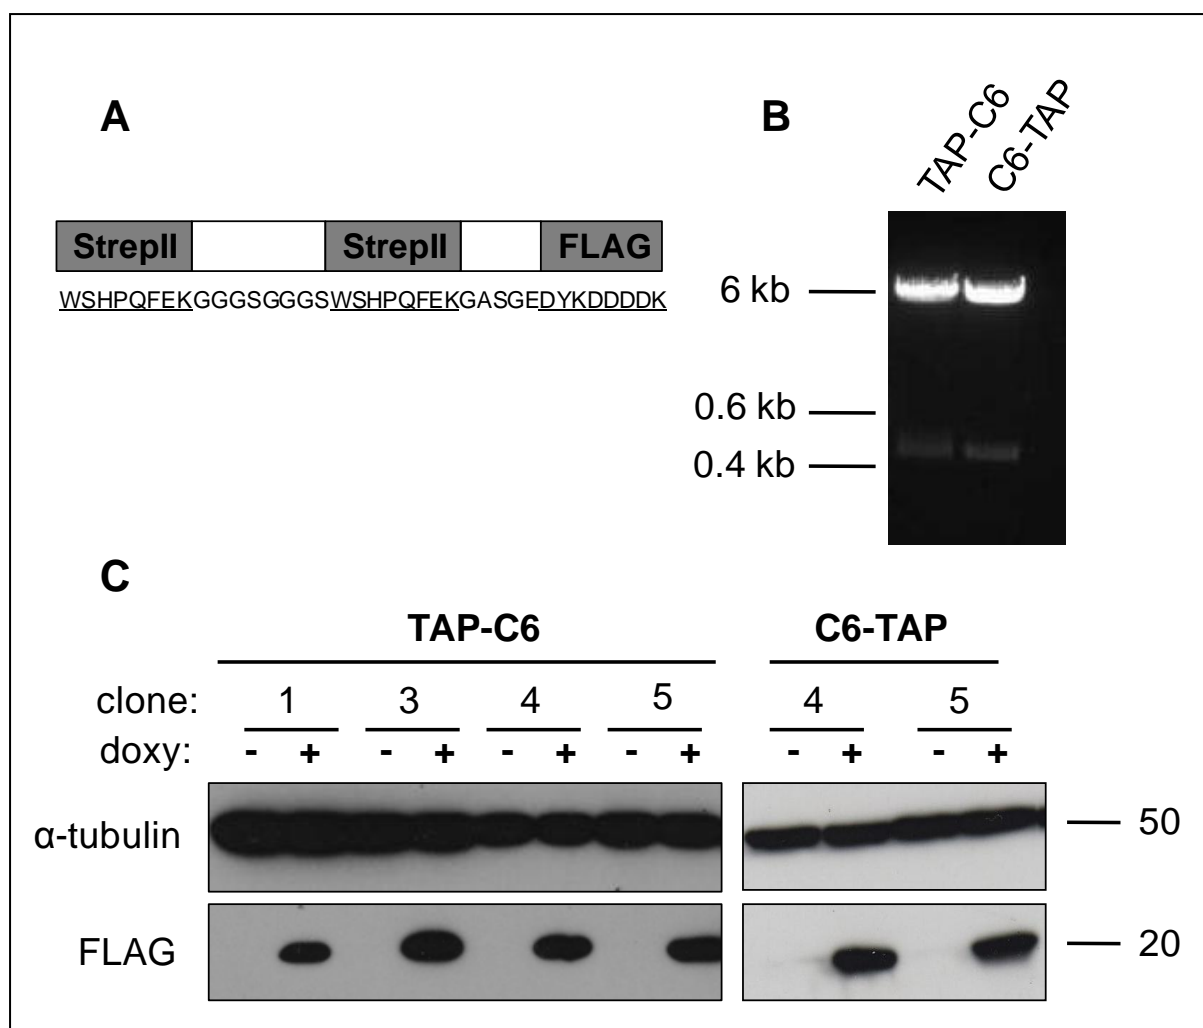 A
StrepII StrepII FLAG
WSHPQFEKGGGSGGGSWSHPQFEKGASGEDYKDDDDK
B
TAP-C6 C6-TAP
6 kb
0.6 kb
0.4 kb
C
TAP-C6 C6-TAP
clone: 1 3 4 5 4 5
doxy: - + - + - + - + - + - +
α-tubulin 50
FLAG 20